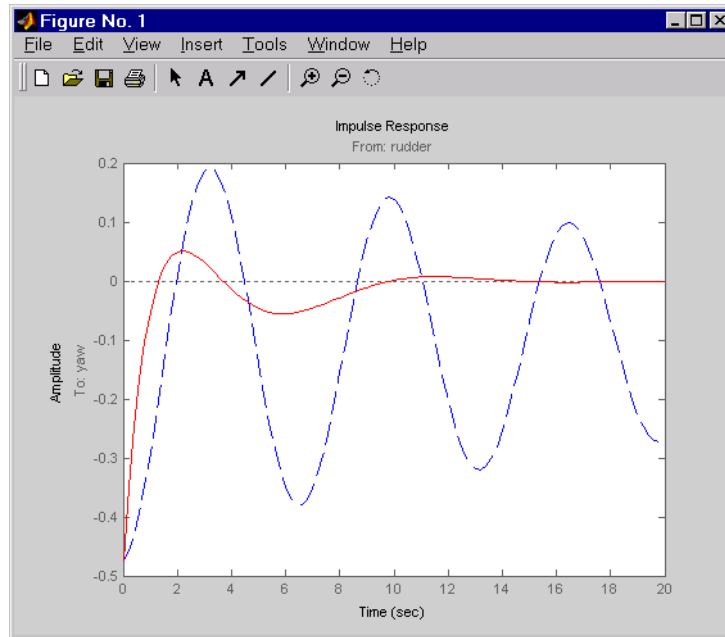 Figure No. 1
File Edit View Insert Tools Window Help
A
Impulse Response
From: rudder
Amplitude
To: yaw
0.2
0.1
0
-0.1
-0.2
-0.3
-0.4
-0.5
0 2 4 6 8 10 12 14 16 18 20
Time (sec)